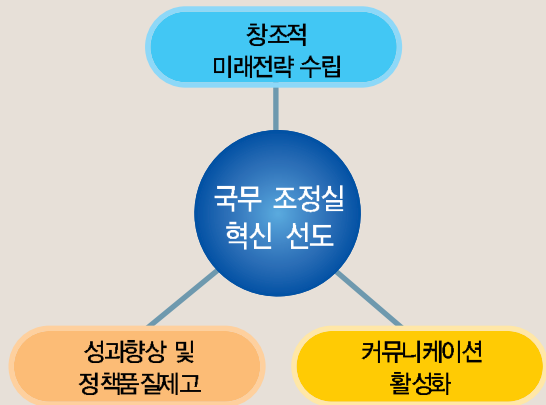 창조적
미래전략 수립
국무 조정실
혁신 선도
성과향상 및
정책품질제고
커뮤니케이션
활성화